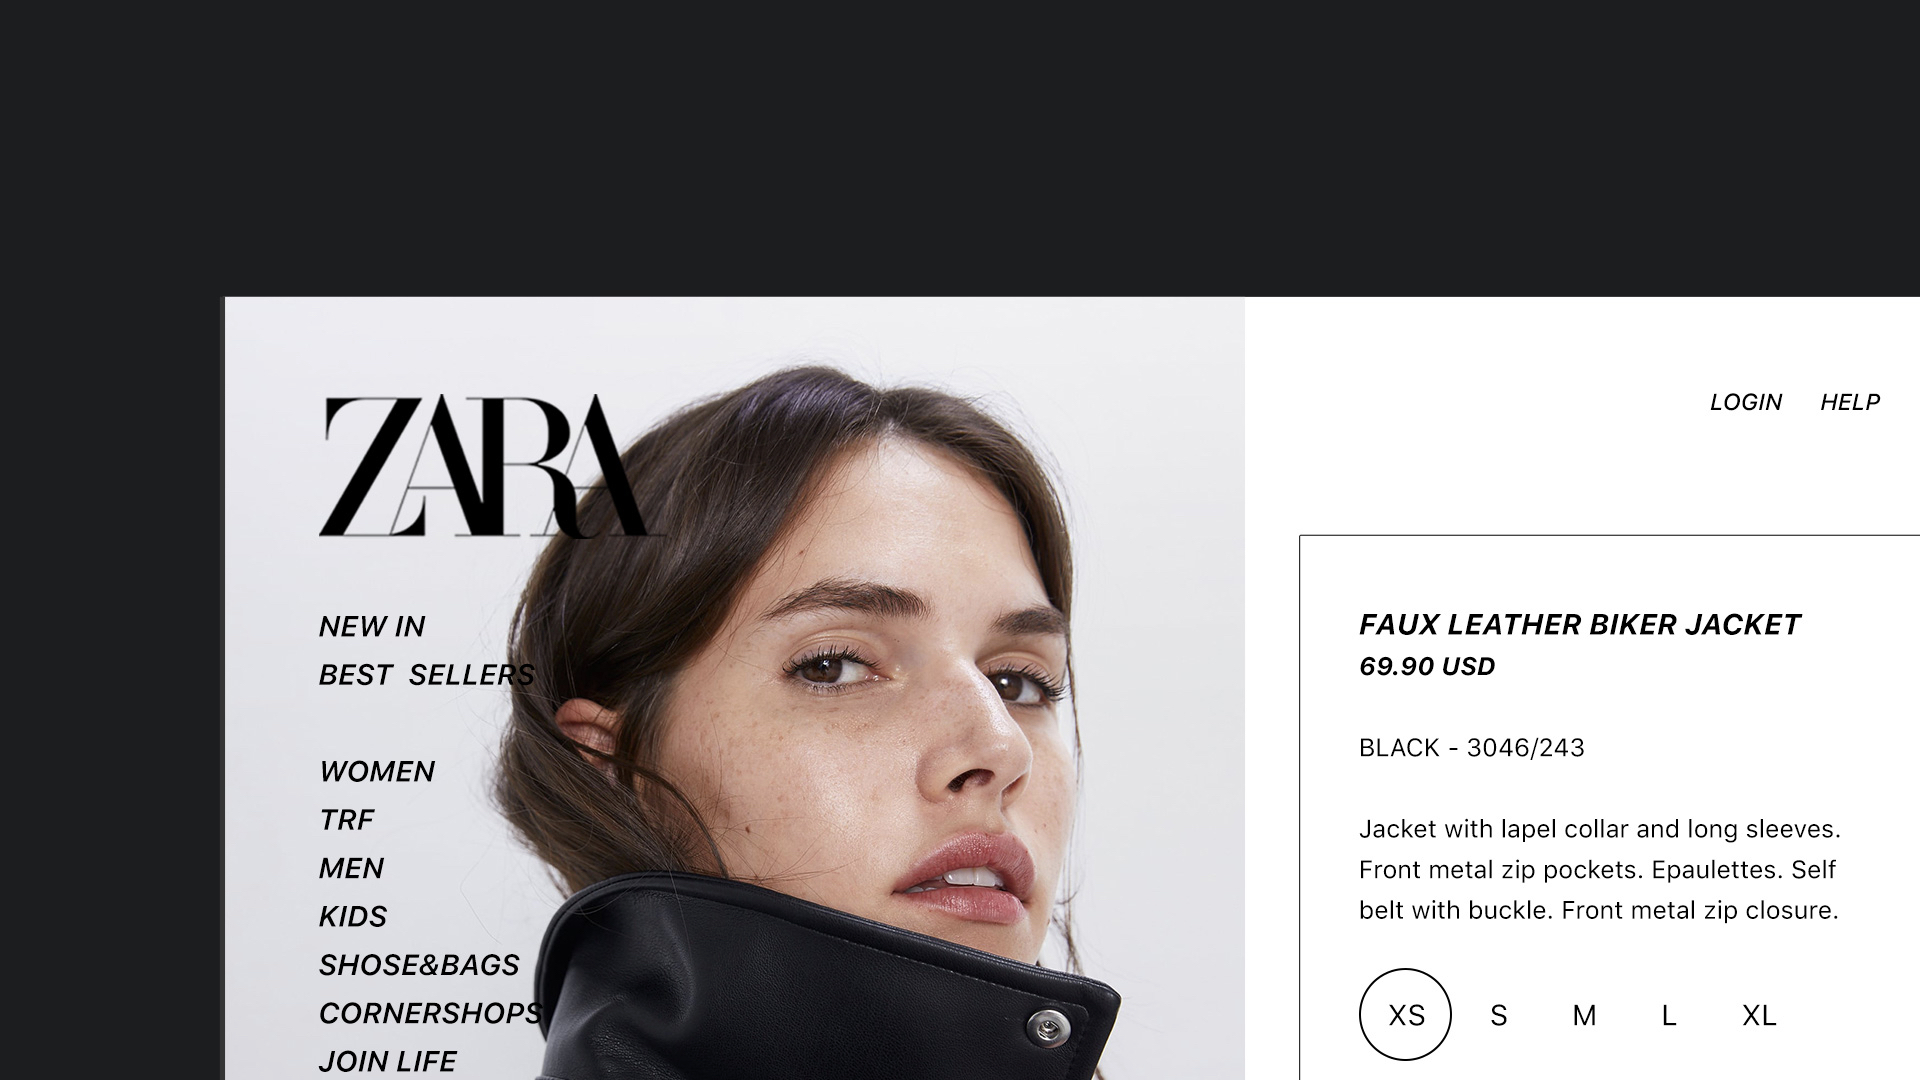 ZARA
NEW IN
BEST  SELLERS
WOMEN
TRF
MEN
KIDS
SHOSE&BAGS
CORNERSHOPS
JOIN LIFE
LOGIN HELP
FAUX LEATHER BIKER JACKET
69.90 USD
BLACK - 3046/243
Jacket with lapel collar and long sleeves.
Front metal zip pockets. Epaulettes. Self
belt with buckle. Front metal zip closure.
XS S M L XL